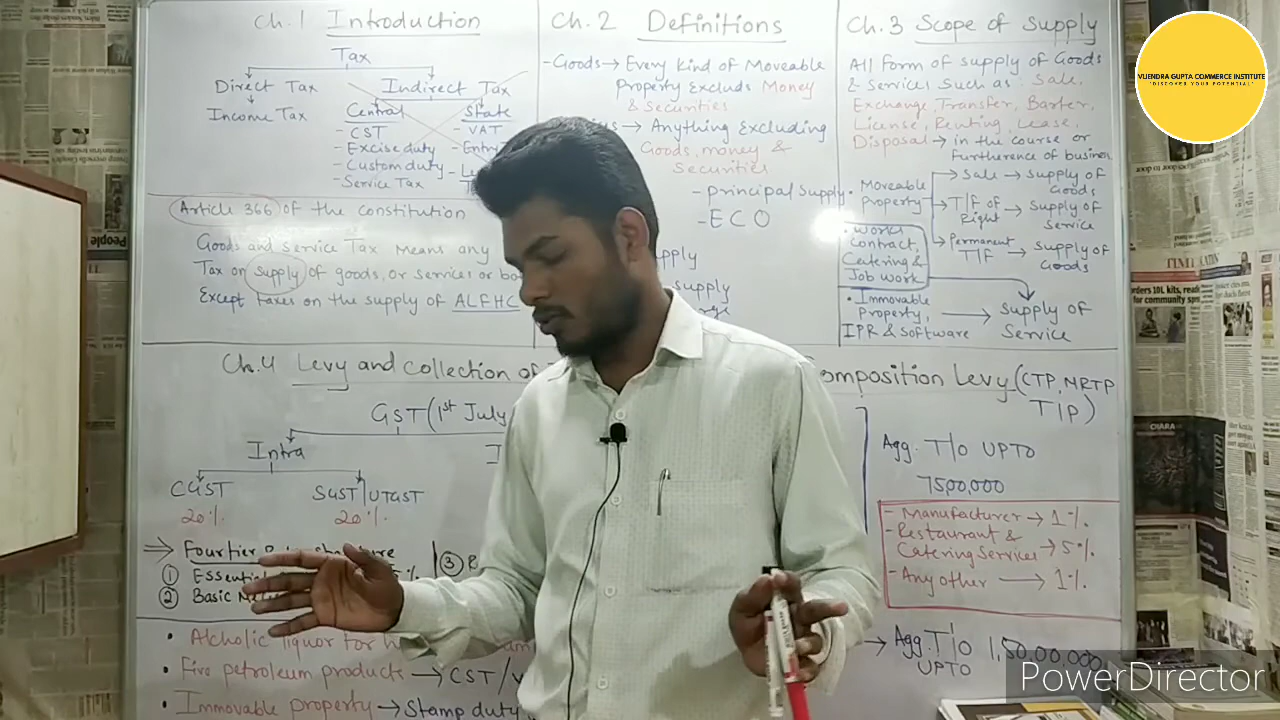 Ch.1 Introduction
Tax
Direct Tax
Indirect Tax
Income Tax
Central
State
- CST
- VAT
- Excise duty
- Entry
- Custom duty
- Service Tax
Article 366 of the constitution
Goods and Service Tax means any
Tax on supply of goods, or services or
Except taxes on the supply of ALFHC
Ch. 2 Definitions
- Goods → Every kind of Moveable
Property Excluds Money
& Securities
→ Anything Excluding
Goods, money &
Securities
- principal Supply
- ECO
supply
Ch.3 Scope of Supply
All form of supply of Goods
& Services such as Sale,
Exchange, Transfer, Barter,
License, Renting, Lease,
Disposal → in the course or
furtherence of busines
• Moveable property
→ Sale → Supply of Goods
→ T/F of Right → Supply of Service
→ Permanent T/F → Supply of Goods
• Works
Contract,
Catering &
Job work
• Immovable
Property,
IPR & Software
→ Supply of
Service
Ch.4 Levy and collection of
omposition Levy (CTP, NRTP
TIP)
GST (1st July
Intra
CGST
SGST/UTGST
20%
20%
⇒ Fourtier
① Essenti
②  Basic
③
Agg. T/o UPTO
75,00,000
- Manufacturer → 1%
- Restaurant &
Catering Services → 5%
- Any other → 1%
• Alcholic liquor for
• Five petroleum products → CST/
• Immovable property → Stamp duty
→ Agg. T/o 1,50,00,000
UPTO
VIJENDRA GUPTA COMMERCE INSTITUTE
"DISCOVER YOUR POTENTIAL"
PowerDirector